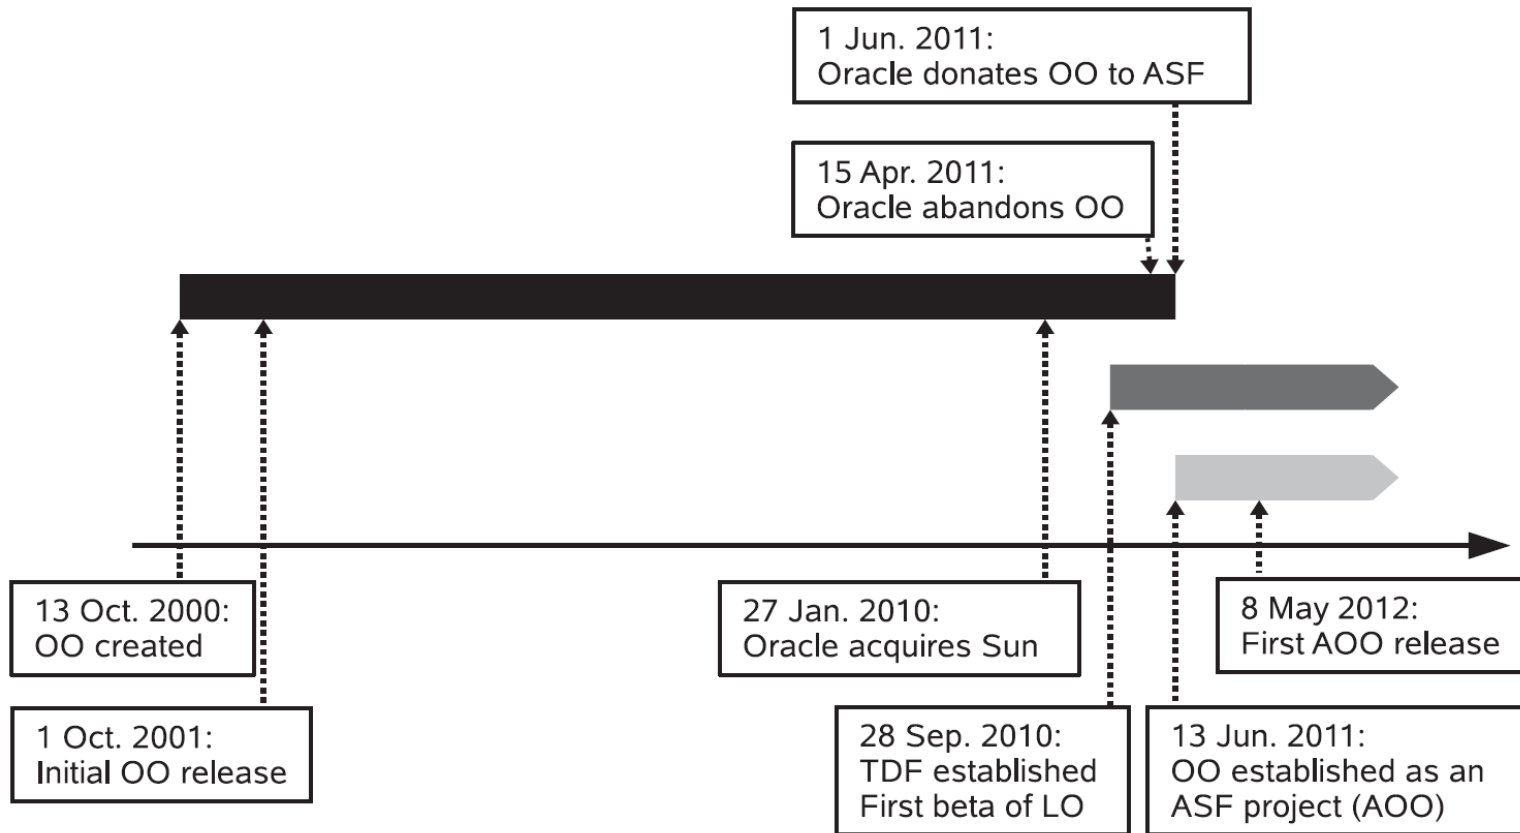 1 Jun. 2011:
Oracle donates OO to ASF
15 Apr. 2011:
Oracle abandons OO
13 Oct. 2000:
OO created
27 Jan. 2010:
Oracle acquires Sun
8 May 2012:
First AOO release
1 Oct. 2001:
Initial OO release
28 Sep. 2010:
TDF established
First beta of LO
13 Jun. 2011:
OO established as an
ASF project (AOO)